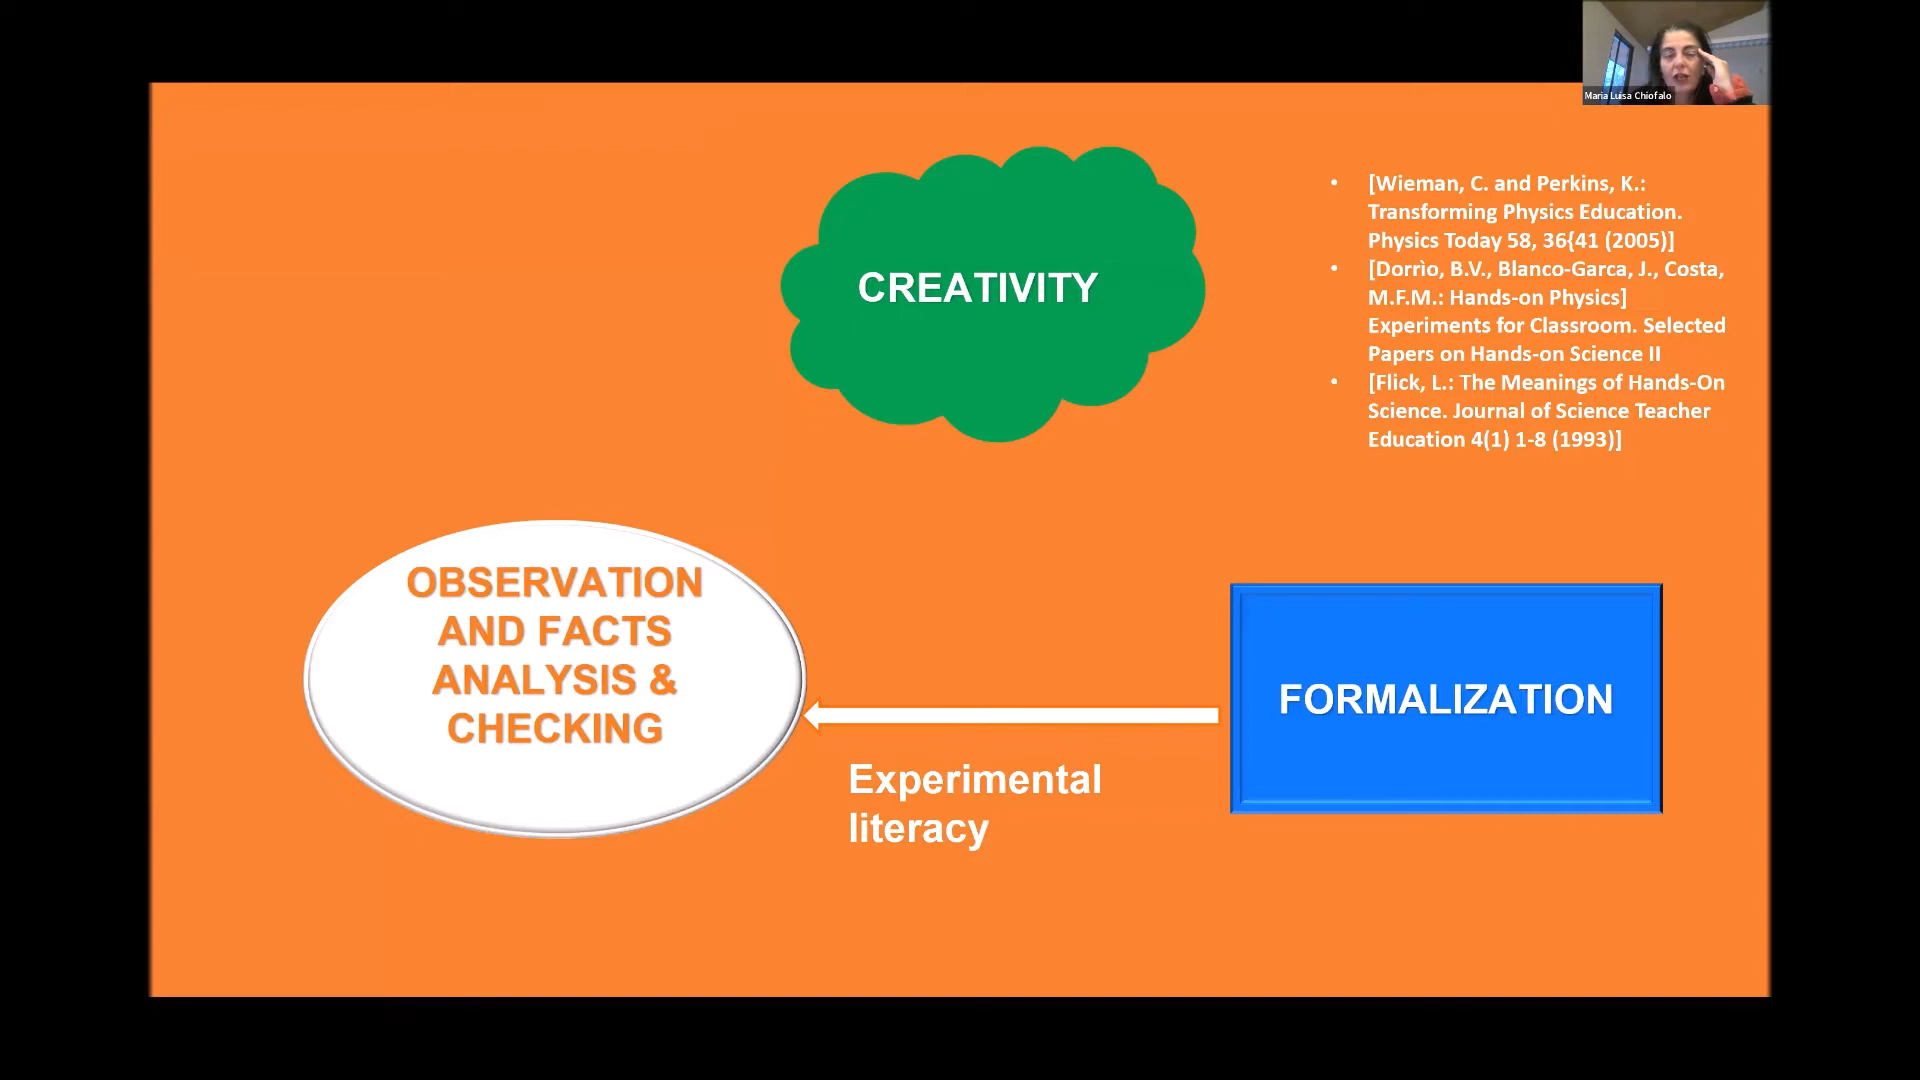 Maria Luisa Chiofalo
CREATIVITY
• [Wieman, C. and Perkins, K.:
Transforming Physics Education.
Physics Today 58, 36{41 (2005)]
• [Dorrìo, B.V., Blanco-Garca, J., Costa,
M.F.M.: Hands-on Physics]
Experiments for Classroom. Selected
Papers on Hands-on Science II
• [Flick, L.: The Meanings of Hands-On
Science. Journal of Science Teacher
Education 4(1) 1-8 (1993)]
OBSERVATION
AND FACTS
ANALYSIS &
CHECKING
FORMALIZATION
Experimental
literacy